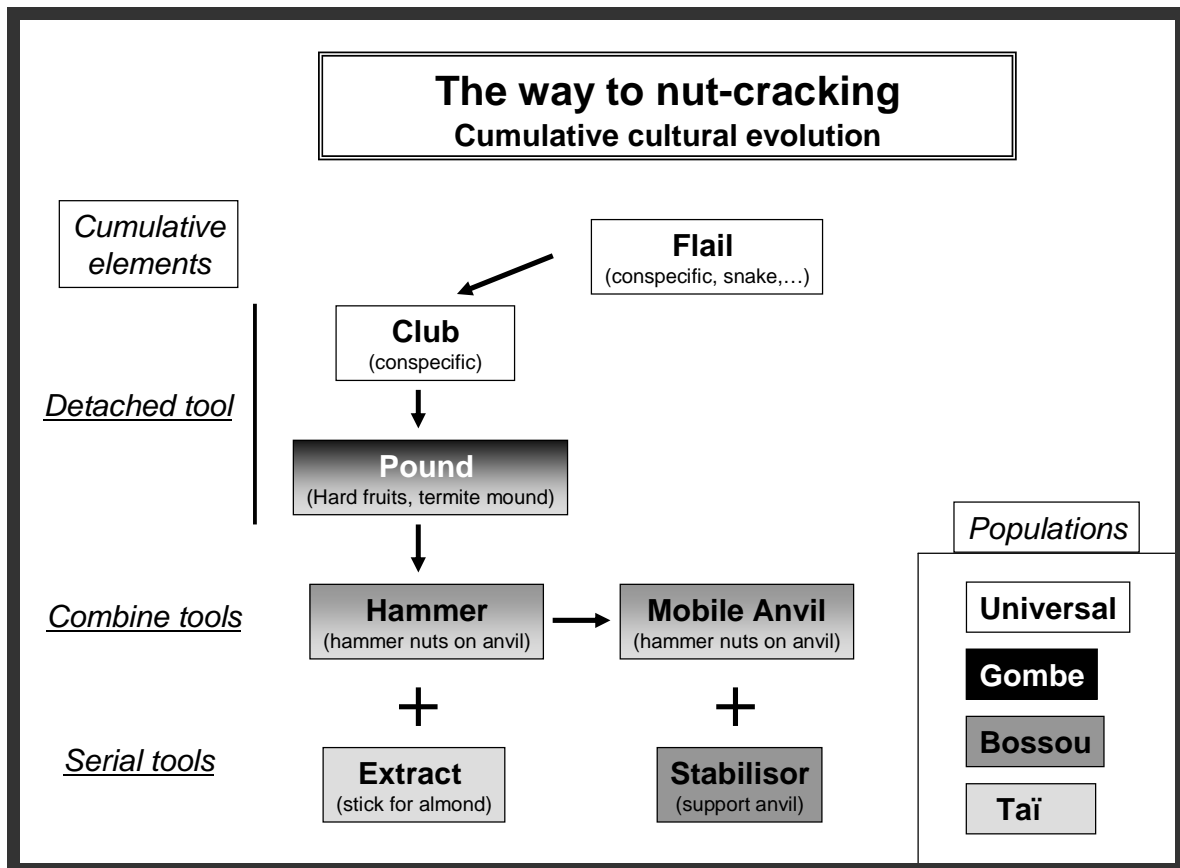 The way to nut-cracking
Cumulative cultural evolution
Cumulative
elements
Flail
(conspecific, snake,…)
Club
(conspecific)
Detached tool
Pound
(Hard fruits, termite mound)
Combine tools
Hammer
(hammer nuts on anvil)
Mobile Anvil
(hammer nuts on anvil)
+
+
Serial tools
Extract
(stick for almond)
Stabilisor
(support anvil)
Populations
Universal
Gombe
Bossou
Taï